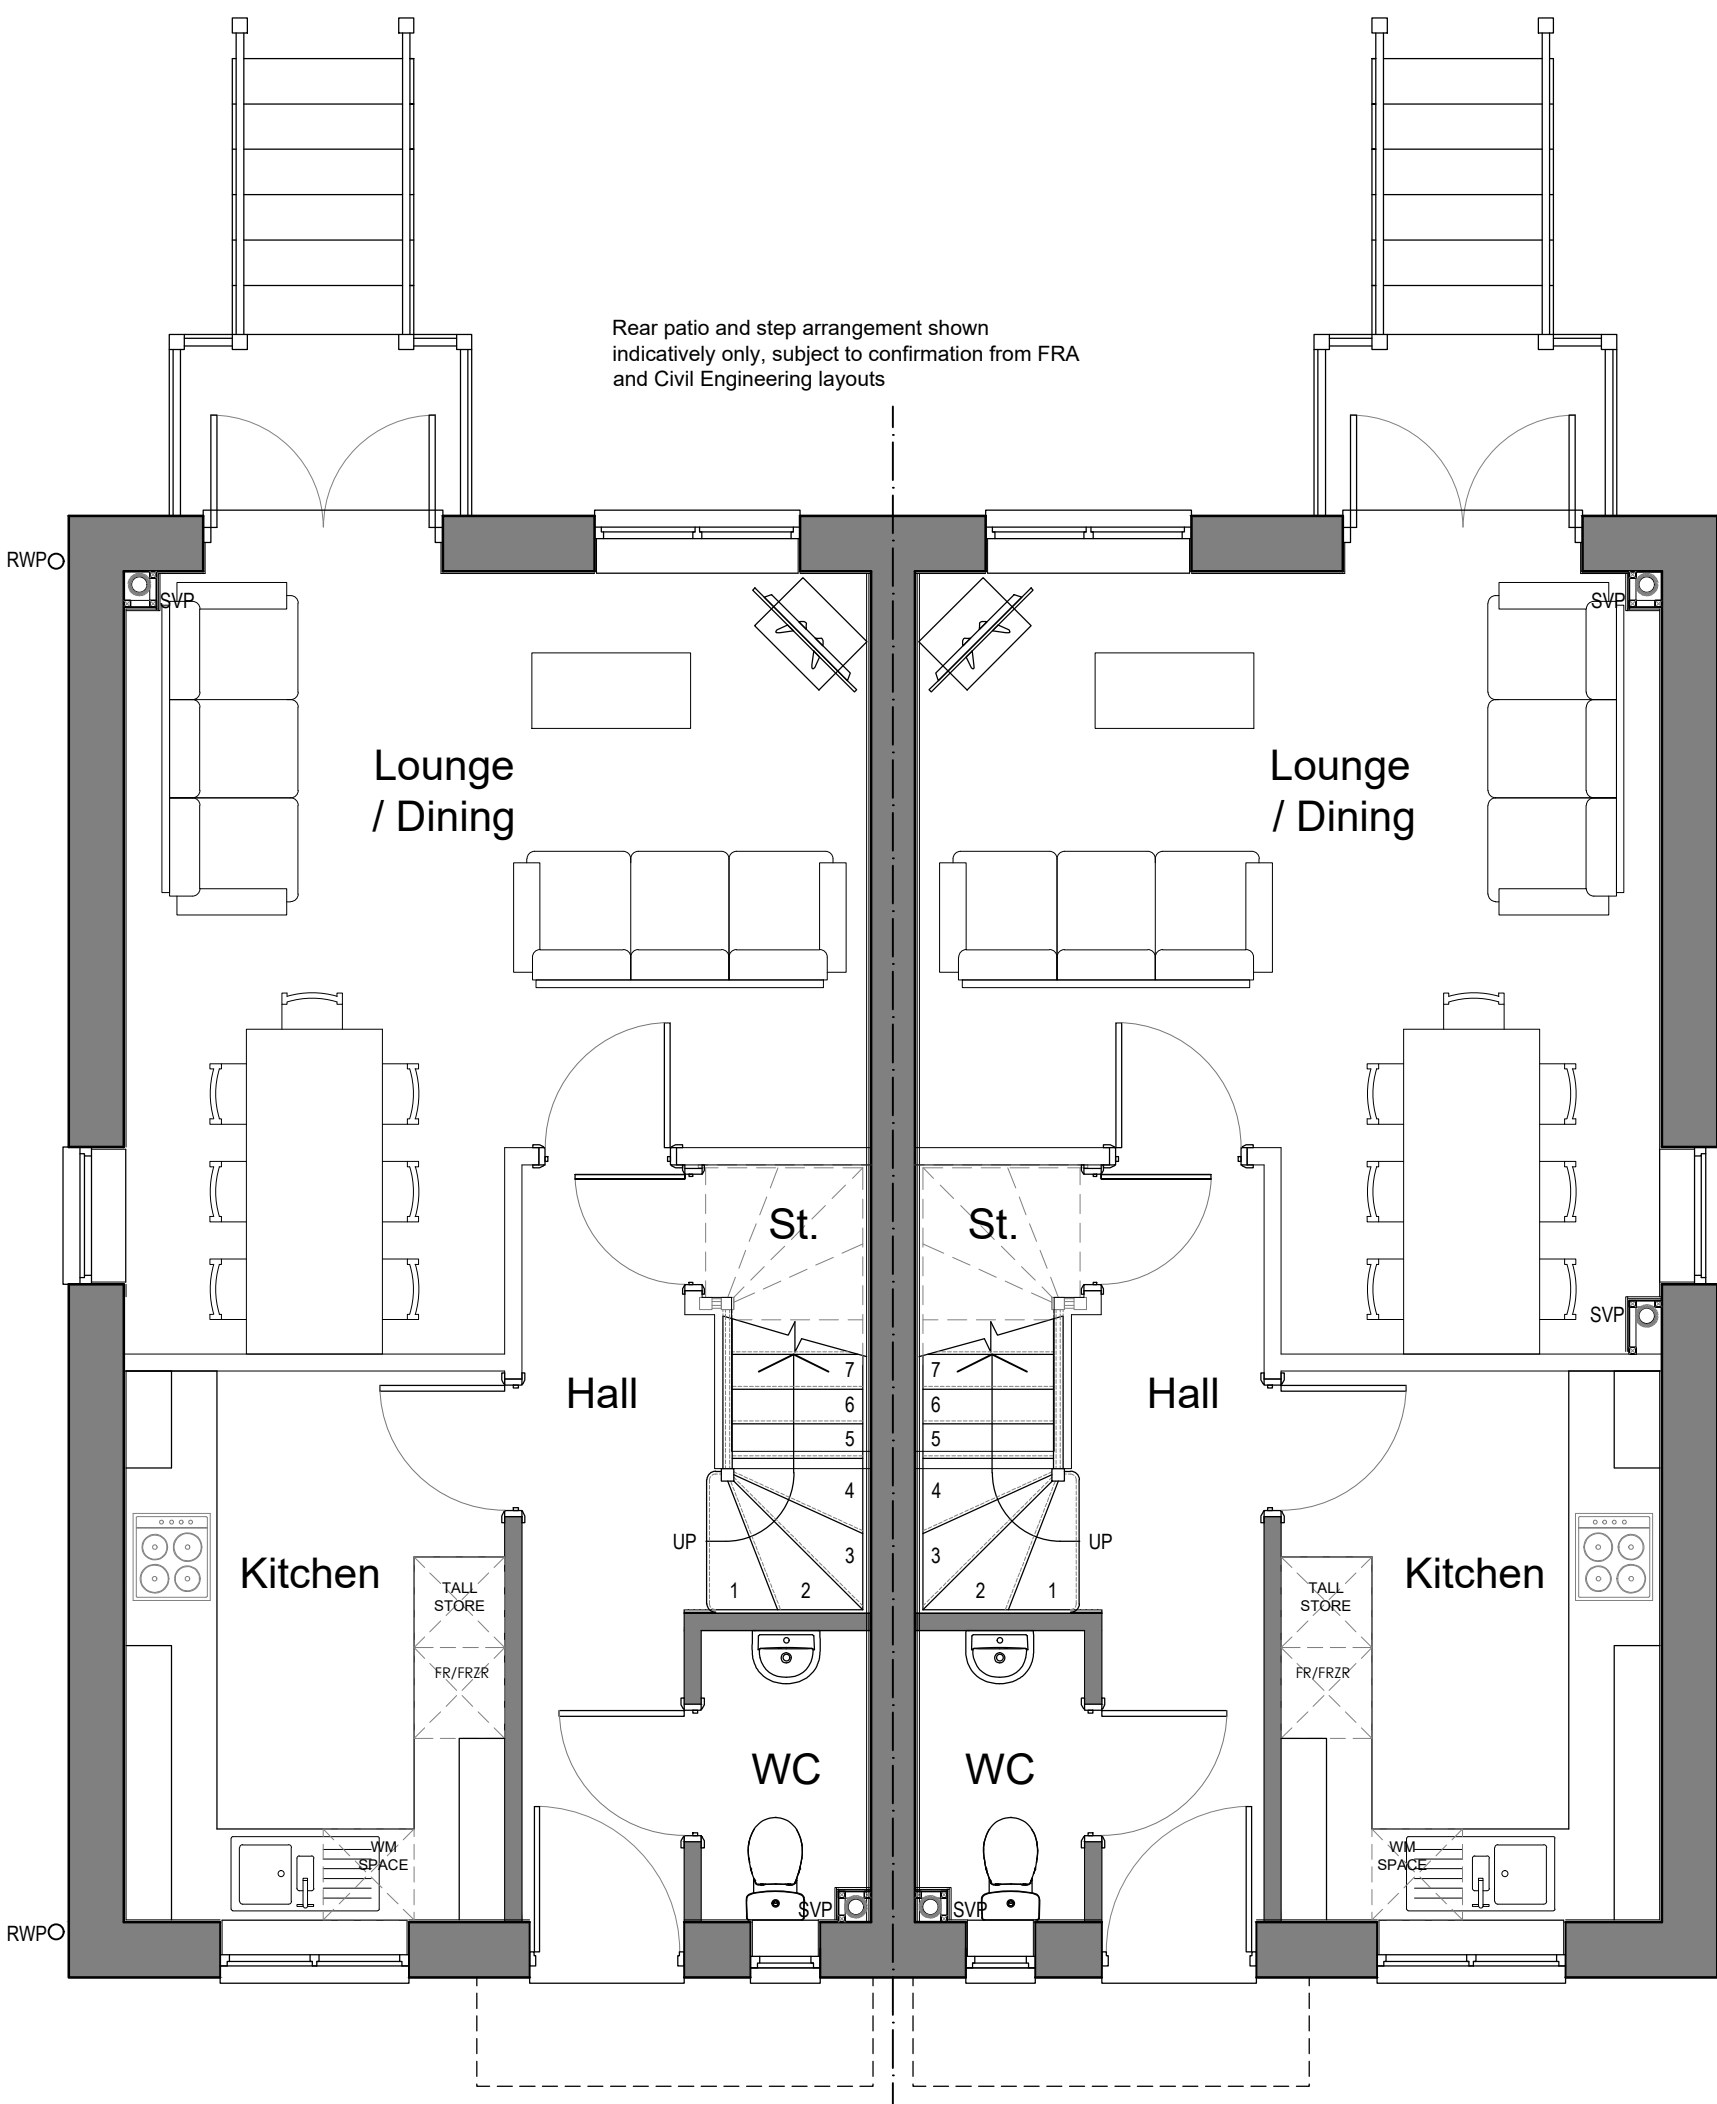 Rear patio and step arrangement shown
indicatively only, subject to confirmation from FRA
and Civil Engineering layouts
RWP
SVP
SVP
Lounge
/ Dining
Lounge
/ Dining
St.
St.
SVP
Hall
7
6
5
4
3
2
1
UP
7
6
5
4
3
2
1
UP
Hall
Kitchen
TALL
STORE
FR/FRZR
TALL
STORE
FR/FRZR
Kitchen
WC
WC
WM
SPACE
WM
SPACE
SVP
SVP
RWP